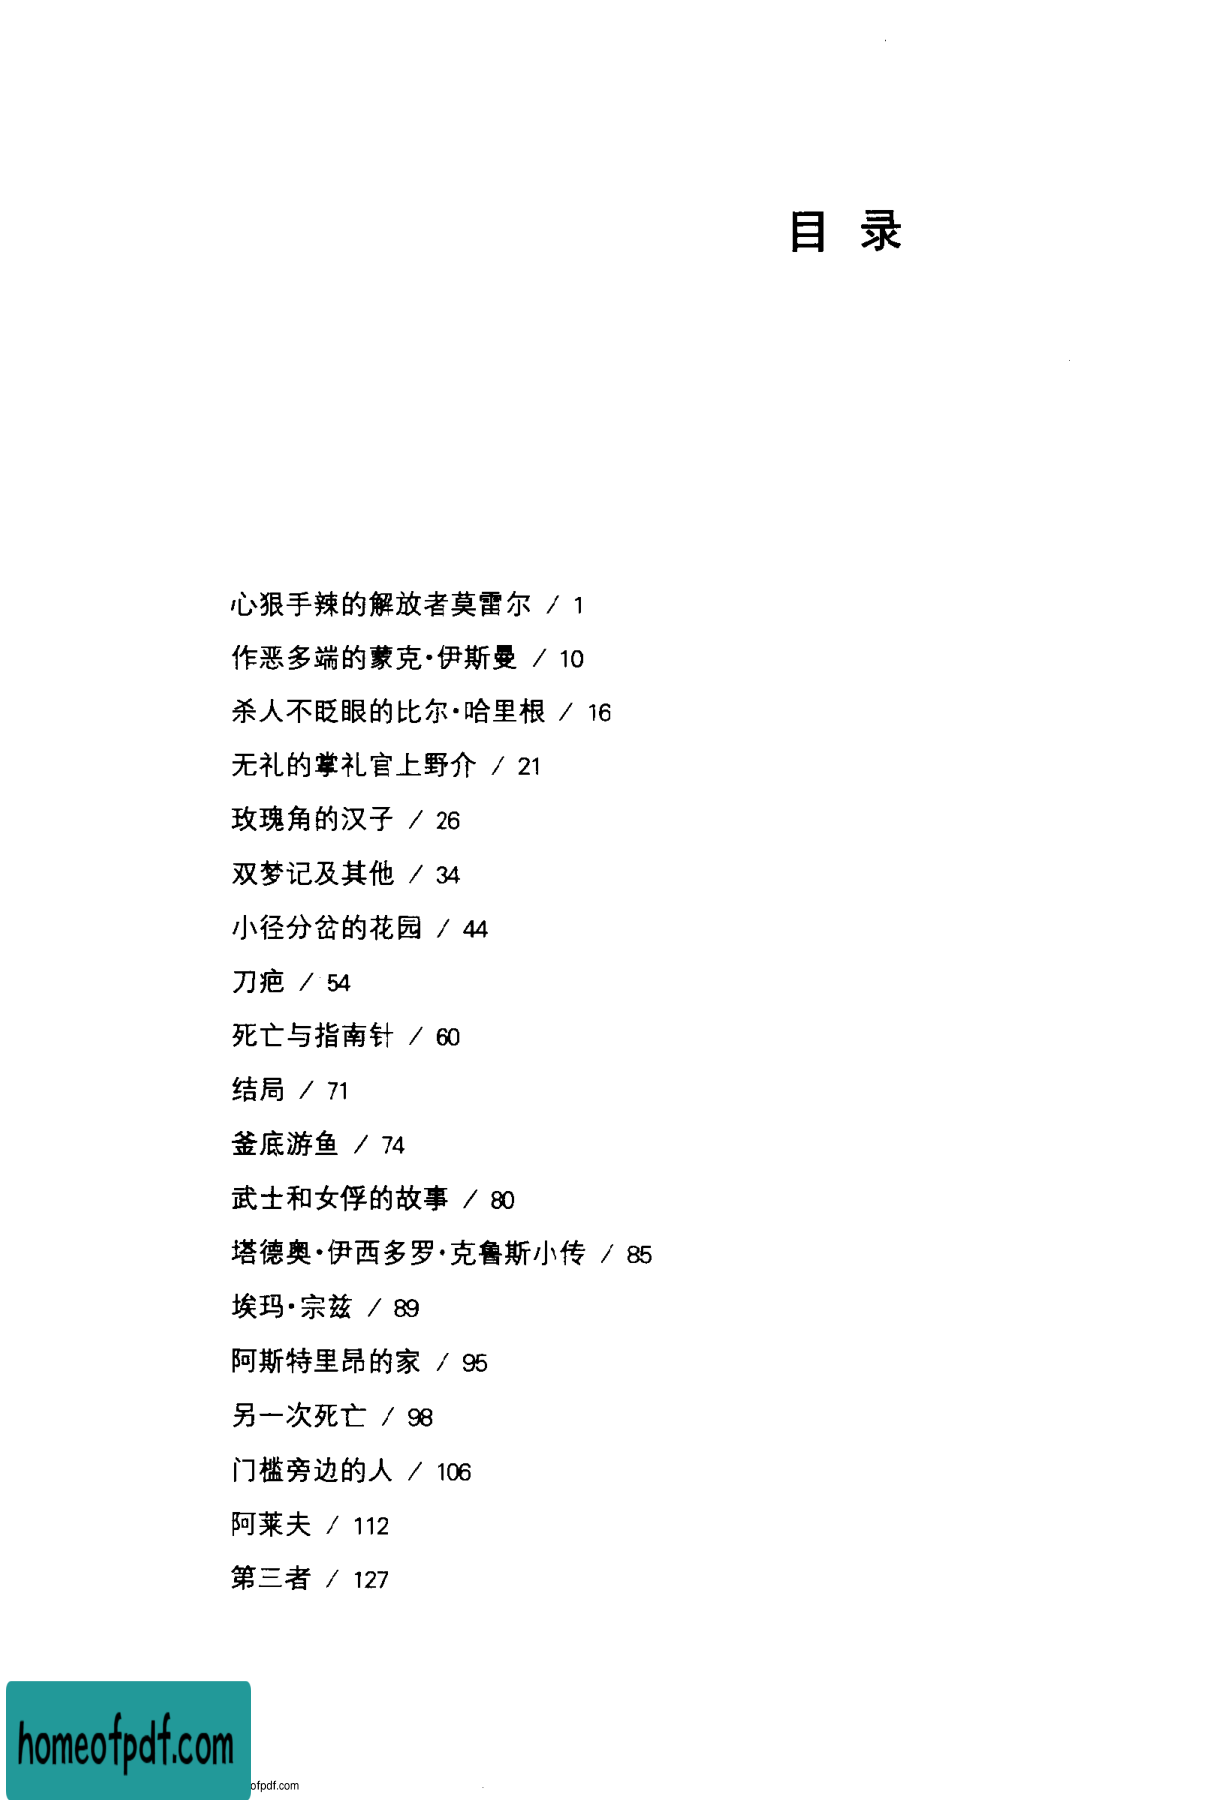 目 录
心狠手辣的解放者莫雷尔 / 1
作恶多端的蒙克·伊斯曼 / 10
杀人不眨眼的比尔·哈里根 / 16
无礼的掌礼官上野介 / 21
玫瑰角的汉子 / 26
双梦记及其他 / 34
小径分岔的花园 / 44
刀疤 / 54
死亡与指南针 / 60
结局 / 71
釜底游鱼 / 74
武士和女俘的故事 / 80
塔德奥·伊西多罗·克鲁斯小传 / 85
埃玛·宗兹 / 89
阿斯特里昂的家 / 95
另一次死亡 / 98
门槛旁边的人 / 106
阿莱夫 / 112
第三者 / 127
homeofpdf.com
ofpdf.com